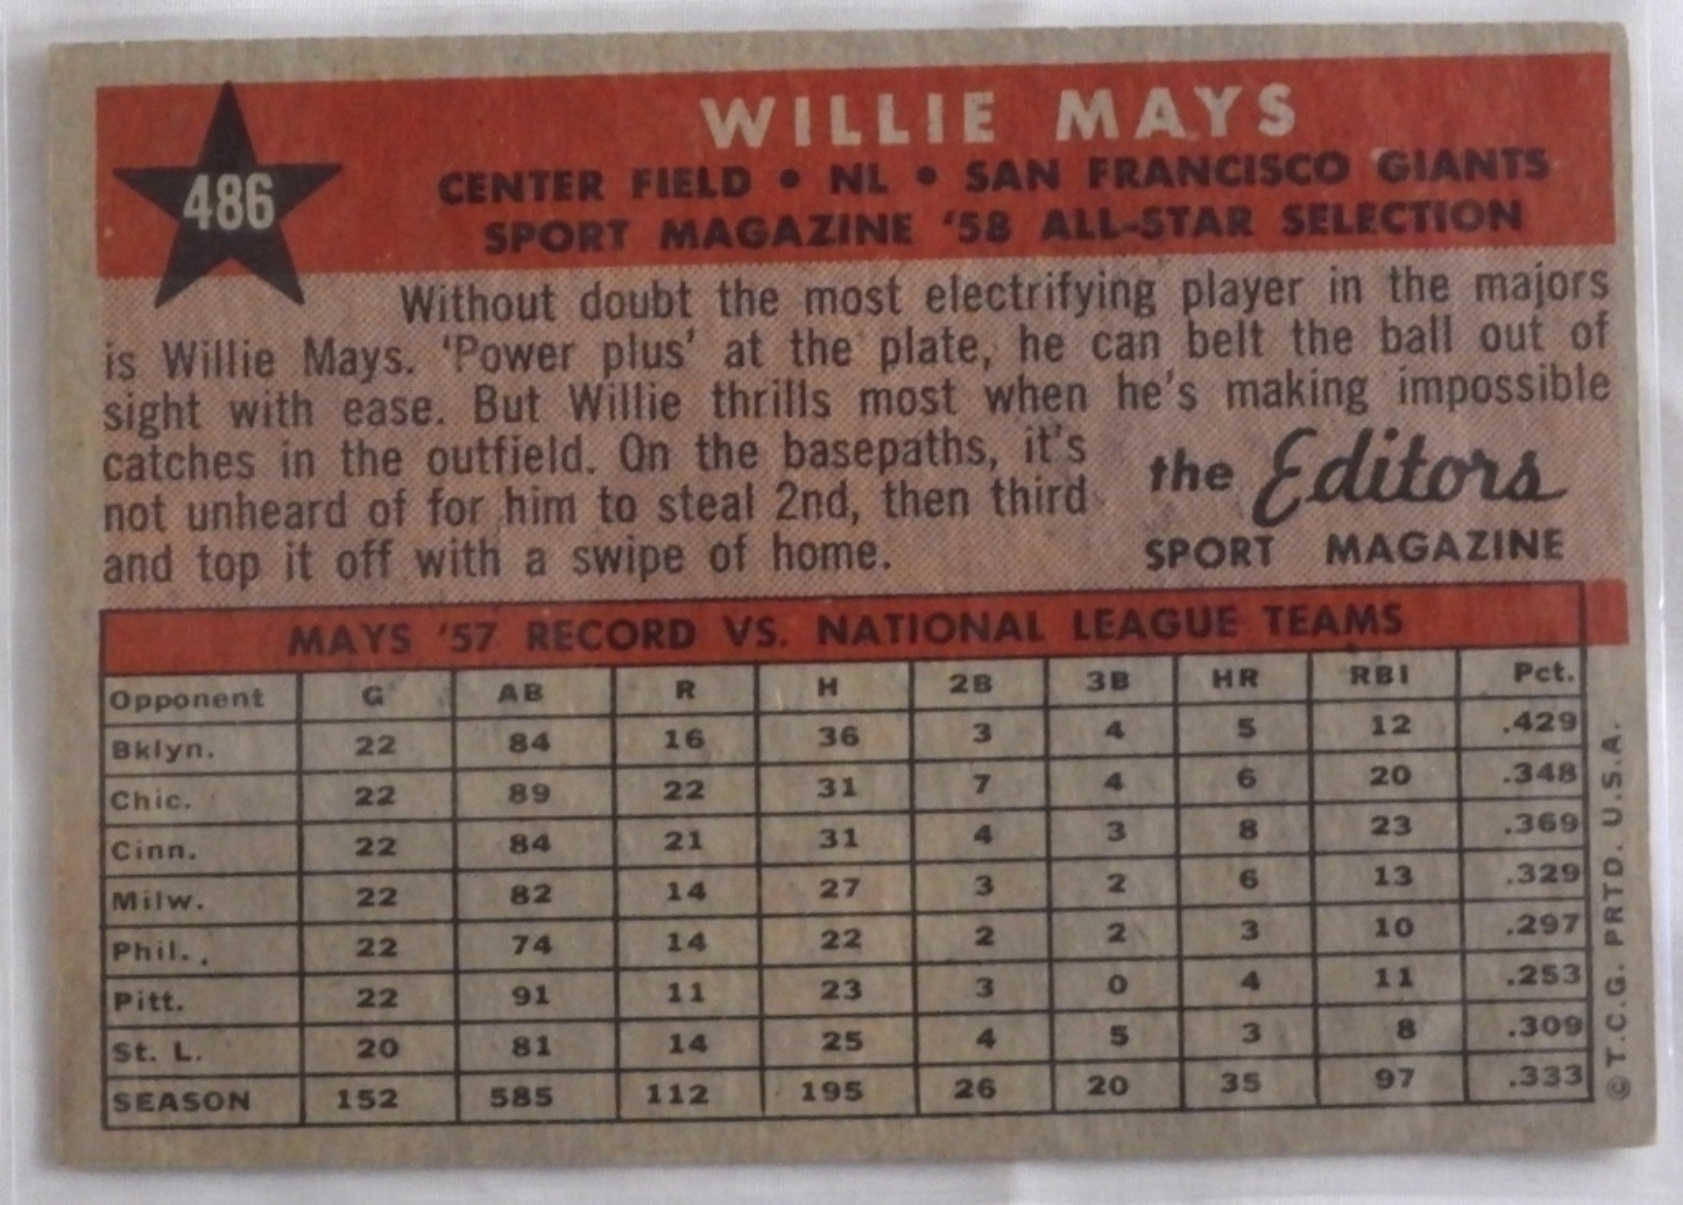 486
WILLIE MAYS
CENTER FIELD • NL • SAN FRANCISCO GIANTS
SPORT MAGAZINE '58 ALL-STAR SELECTION
Without doubt the most electrifying player in the majors
is Willie Mays. 'Power plus' at the plate, he can belt the ball out of
sight with ease. But Willie thrills most when he's making impossible
catches in the outfield. On the basepaths, it's
not unheard of for him to steal 2nd, then third
and top it off with a swipe of home.
the Editors
SPORT MAGAZINE
MAYS '57 RECORD VS. NATIONAL LEAGUE TEAMS
Opponent G AB R H 2B 3B HR RBI Pct.
Bklyn. 22 84 16 36 3 4 5 12 .429
Chic. 22 89 22 31 7 4 6 20 .348
Cinn. 22 84 21 31 4 3 8 23 .369
Milw. 22 82 14 27 3 2 6 13 .329
Phil. 22 74 14 22 2 2 3 10 .297
Pitt. 22 91 11 23 3 0 4 11 .253
St. L. 20 81 14 25 4 5 3 8 .309
SEASON 152 585 112 195 26 20 35 97 .333
© T.C.G. PRTD. U.S.A.